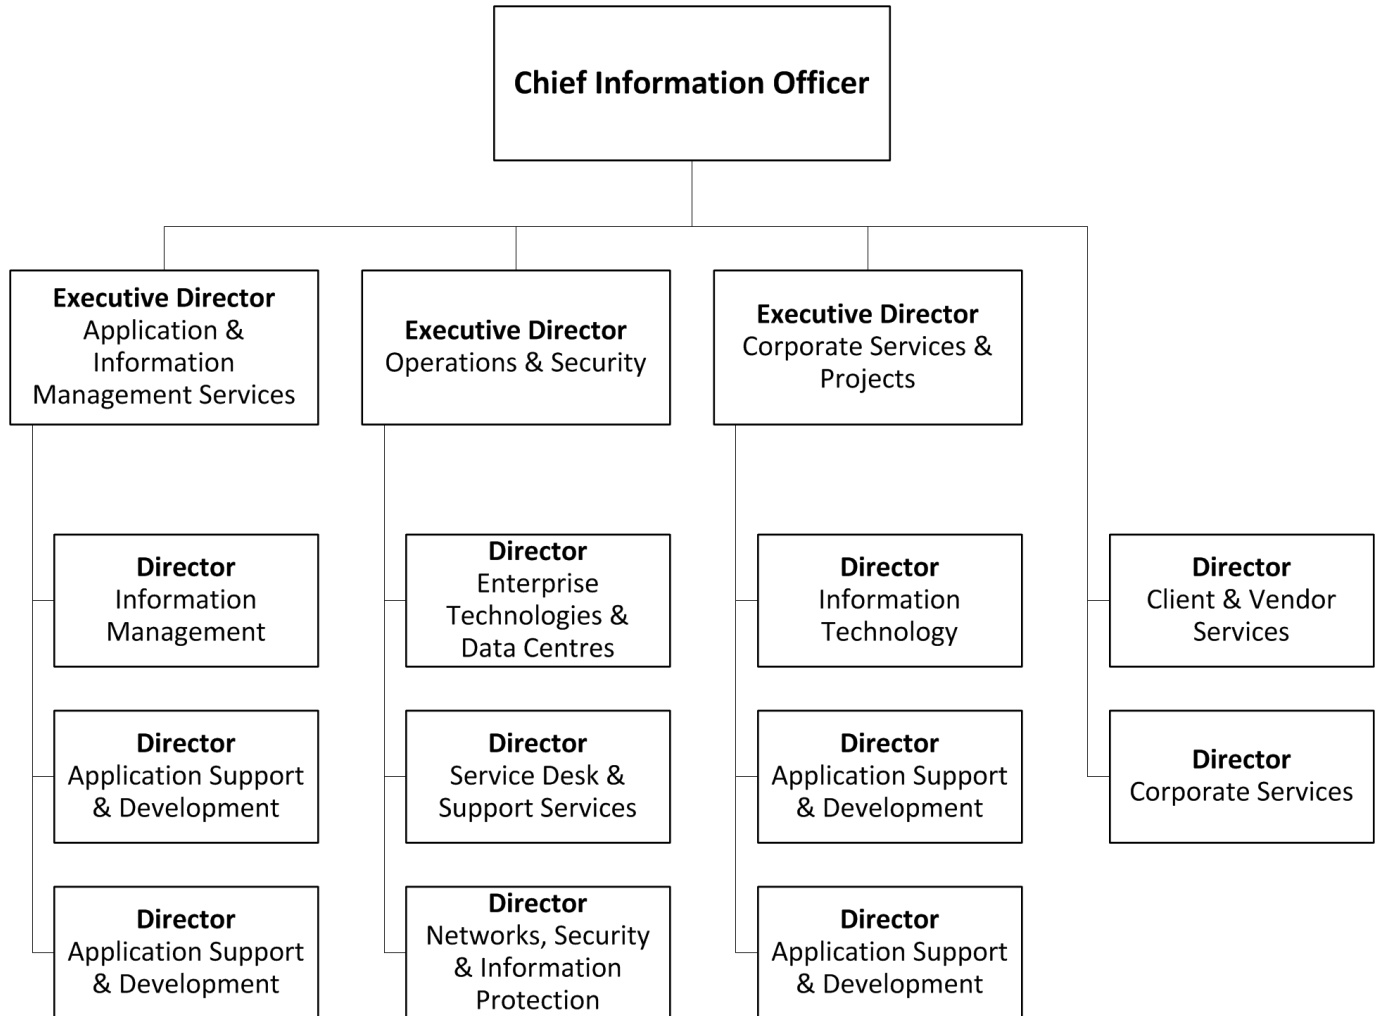 Chief Information Officer
Executive Director
Application &
Information
Management Services
Executive Director
Operations & Security
Executive Director
Corporate Services &
Projects
Director
Information
Management
Director
Enterprise
Technologies &
Data Centres
Director
Information
Technology
Director
Client & Vendor
Services
Director
Application Support
& Development
Director
Service Desk &
Support Services
Director
Application Support
& Development
Director
Corporate Services
Director
Application Support
& Development
Director
Networks, Security
& Information
Protection
Director
Application Support
& Development